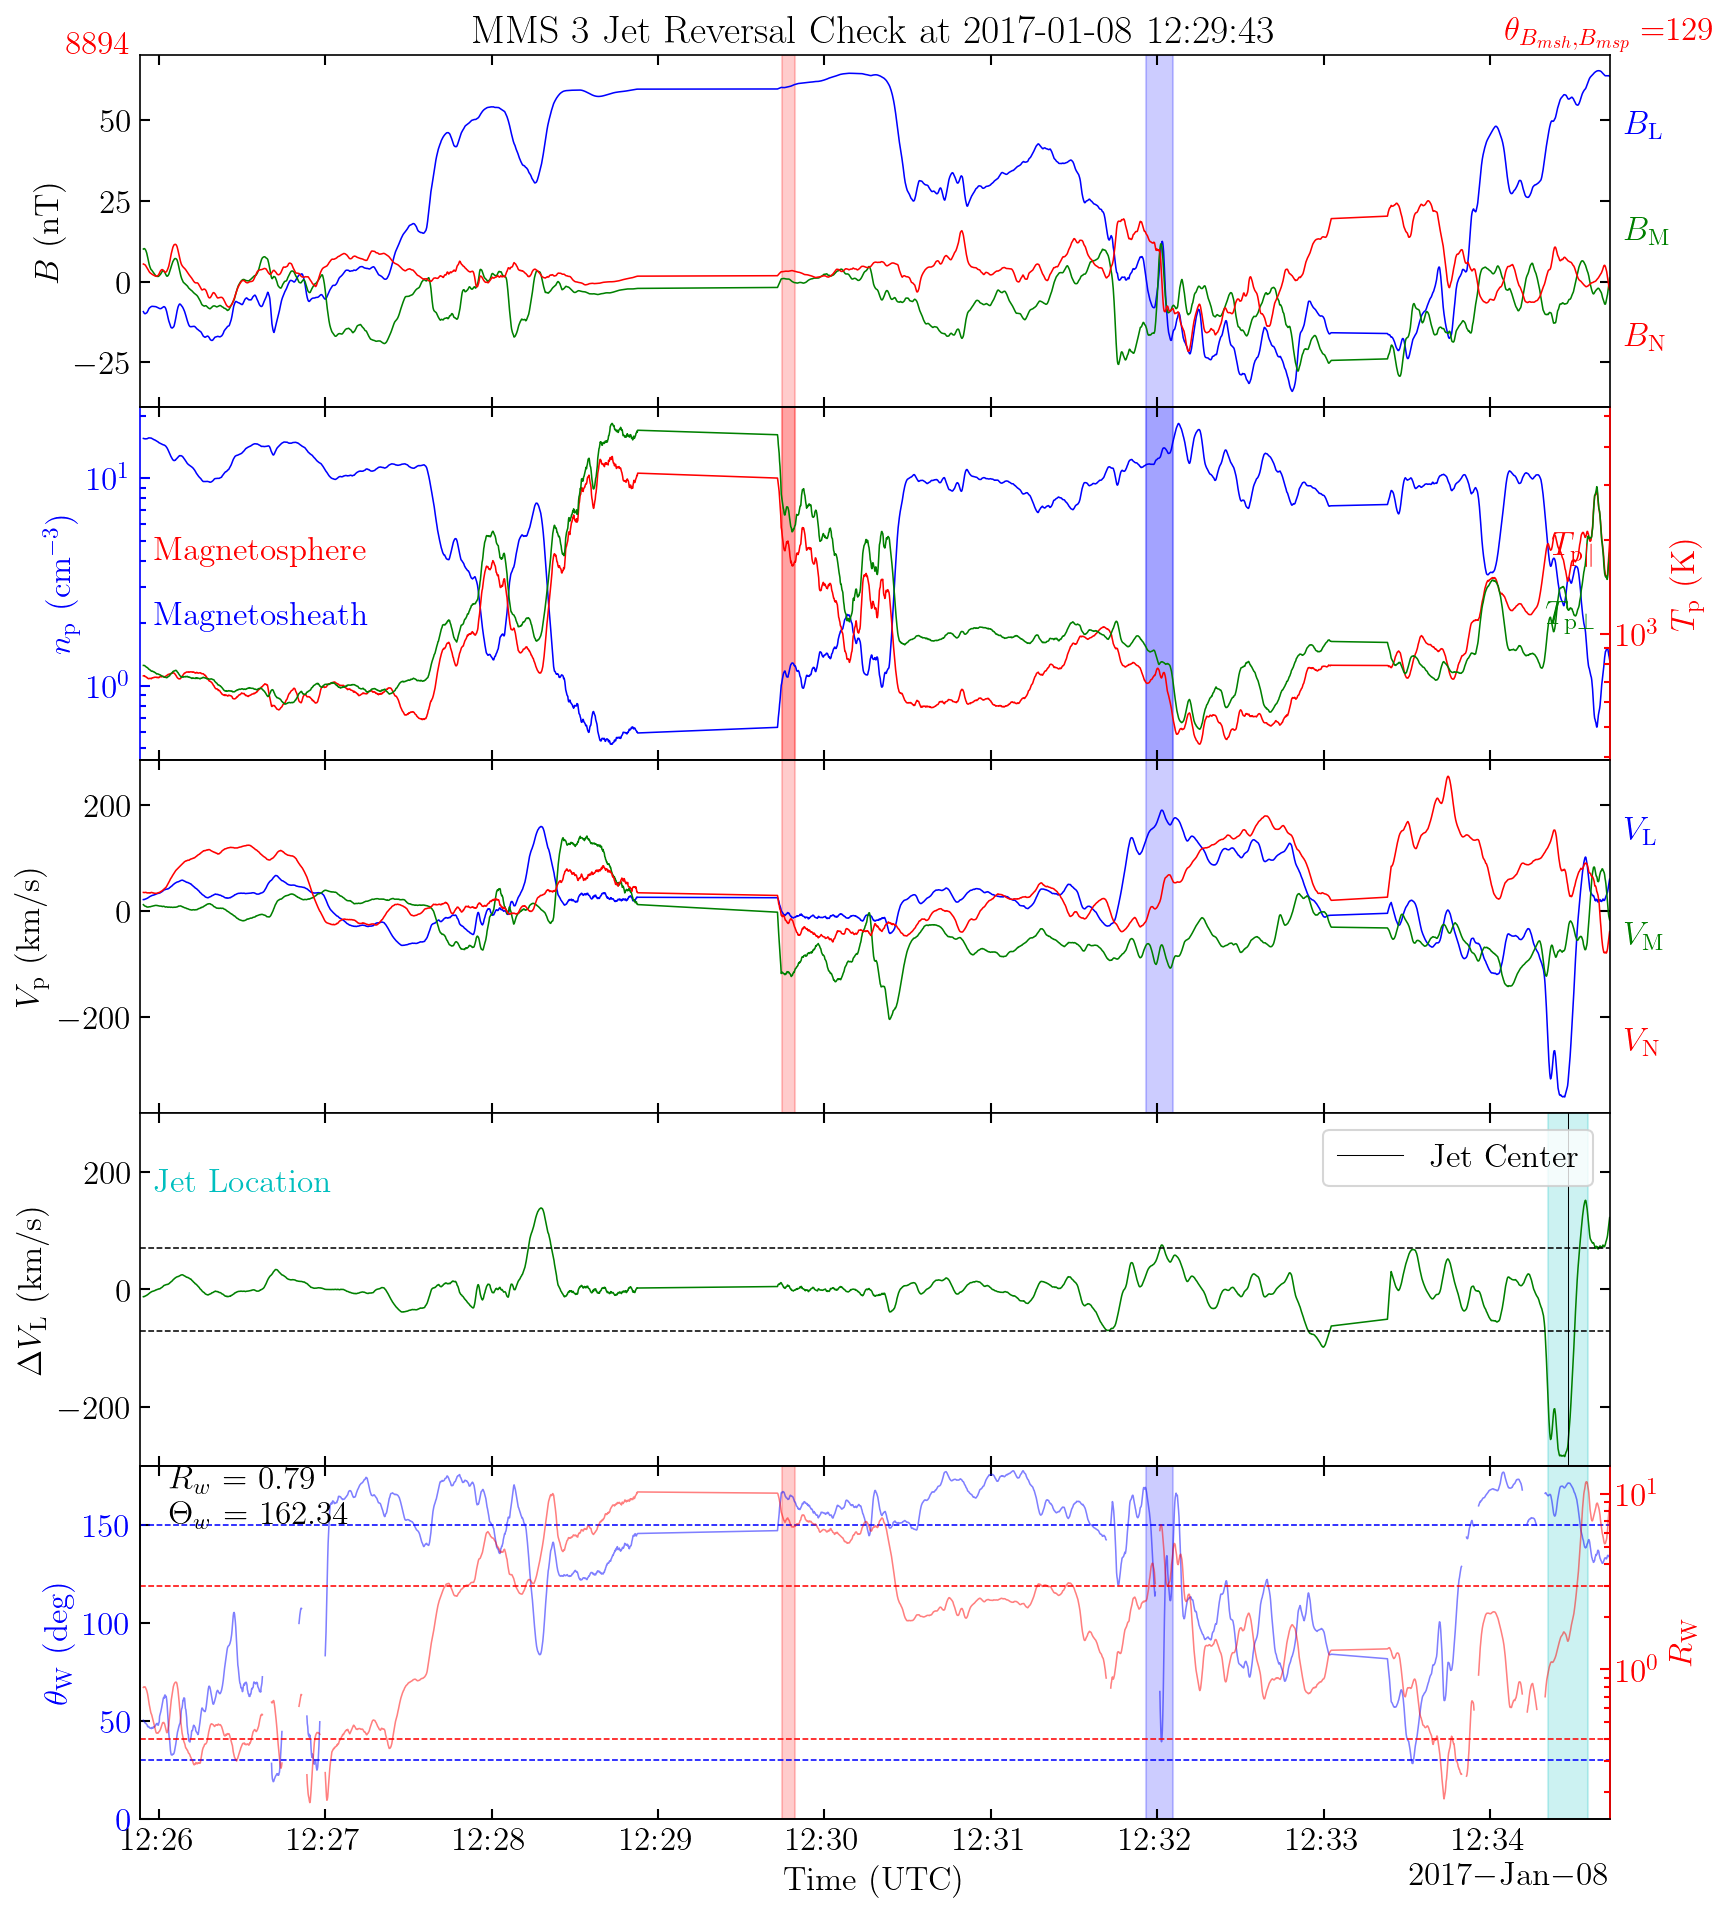 MMS 3 Jet Reversal Check at 2017-01-08 12:29:43
8894
θ_{B_{msh},B_{msp}} =129
B (nT)
50
25
0
−25
B_L
B_M
B_N
n_p (cm^{−3})
10^1
10^0
Magnetosphere
Magnetosheath
T_{p∥}
T_{p⊥}
10^3
T_p (K)
V_p (km/s)
200
0
−200
V_L
V_M
V_N
ΔV_L (km/s)
200
0
−200
Jet Location
Jet Center
R_w = 0.79
Θ_w = 162.34
θ_W (deg)
150
100
50
0
10^1
10^0
R_W
12:26 12:27 12:28 12:29 12:30 12:31 12:32 12:33 12:34
Time (UTC)
2017−Jan−08